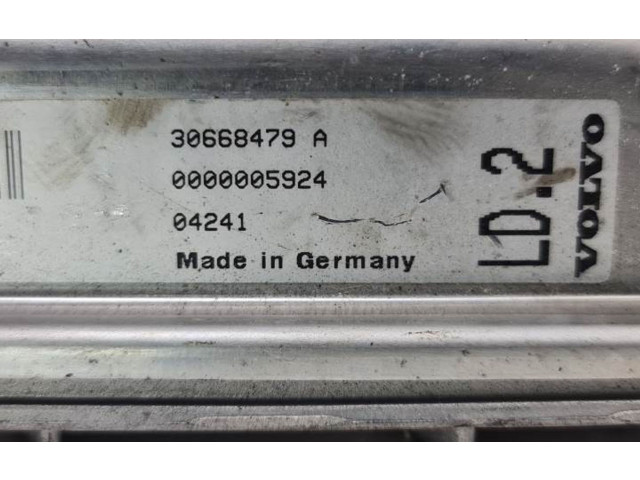 30668479 A
0000005924
04241
Made in Germany
LD.2
VOLVO